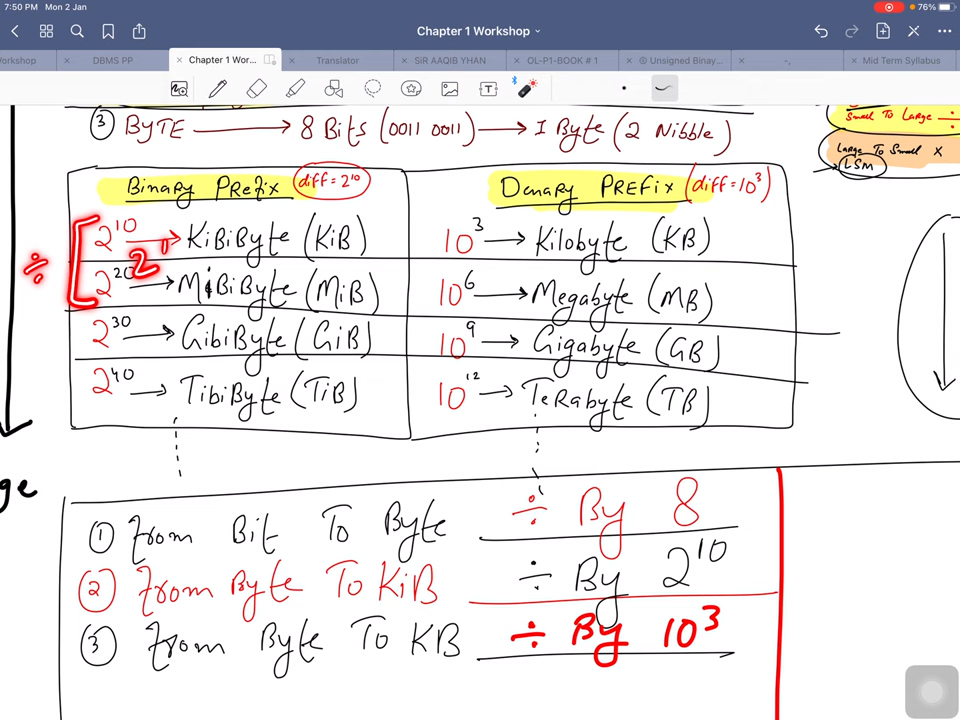 7:50 PM Mon 2 Jan
76%
Chapter 1 Workshop
orkshop
DBMS PP
Chapter 1 Wor...
Translator
SIR AAQIB YHAN
OL-P1-BOOK # 1
Unsigned Binay...
-,
Mid Term Syllabus
③ BYTE → 8 Bits (0011 0011) → 1 Byte (2 Nibble)
Small To Large ÷
Large To Small X
LSM
Binary PREfix (diff=2¹⁰)
Denary PREFix (diff=10³)
÷ [ 2¹⁰ → KiBiByte (KiB)
10³ → Kilobyte (KB)
2¹
2²⁰ → MiBiByte (MiB)
10⁶ → Megabyte (MB)
2³⁰ → GibiByte (GiB)
10⁹ → Gigabyte (GB)
2⁴⁰ → TibiByte (TiB)
10¹² → TeRabyte (TB)
ge
① From Bit To Byte ÷ By 8
② From Byte To KiB ÷ By 2¹⁰
③ From Byte To KB ÷ By 10³